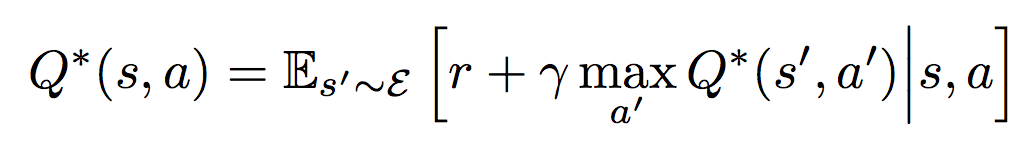 Q*(s, a) = 𝔼_{s′∼ℰ} [ r + γ max_{a′} Q*(s′, a′) | s, a ]